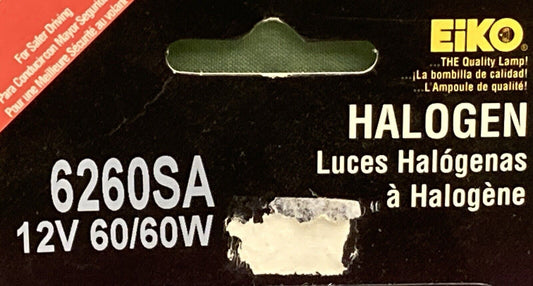 For Safer Driving
Para Conducir con Mayor Seguridad
Pour une Meilleure Sécurité au volant
EiKO®
...THE Quality Lamp!
...¡La bombilla de calidad!
...L'Ampoule de qualité!
HALOGEN
Luces Halógenas
à Halogène
6260SA
12V 60/60W